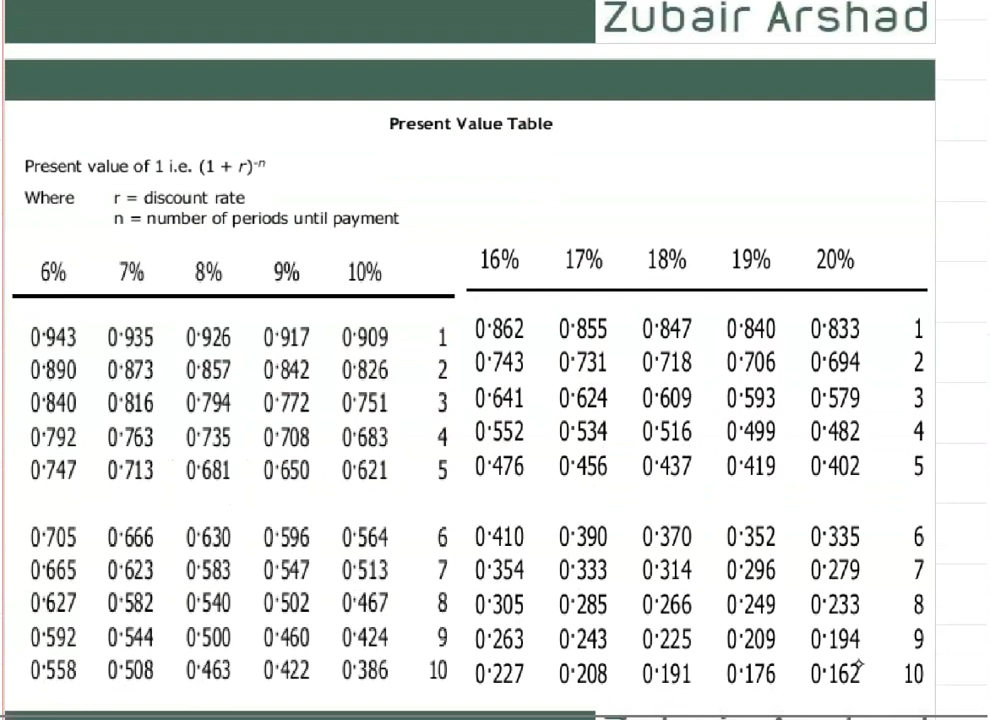 Zubair Arshad
Present Value Table
Present value of 1 i.e. (1 + r)⁻ⁿ
Where r = discount rate
n = number of periods until payment
6% 7% 8% 9% 10%
0·943 0·935 0·926 0·917 0·909 1
0·890 0·873 0·857 0·842 0·826 2
0·840 0·816 0·794 0·772 0·751 3
0·792 0·763 0·735 0·708 0·683 4
0·747 0·713 0·681 0·650 0·621 5
0·705 0·666 0·630 0·596 0·564 6
0·665 0·623 0·583 0·547 0·513 7
0·627 0·582 0·540 0·502 0·467 8
0·592 0·544 0·500 0·460 0·424 9
0·558 0·508 0·463 0·422 0·386 10
16% 17% 18% 19% 20%
0·862 0·855 0·847 0·840 0·833 1
0·743 0·731 0·718 0·706 0·694 2
0·641 0·624 0·609 0·593 0·579 3
0·552 0·534 0·516 0·499 0·482 4
0·476 0·456 0·437 0·419 0·402 5
0·410 0·390 0·370 0·352 0·335 6
0·354 0·333 0·314 0·296 0·279 7
0·305 0·285 0·266 0·249 0·233 8
0·263 0·243 0·225 0·209 0·194 9
0·227 0·208 0·191 0·176 0·162 10